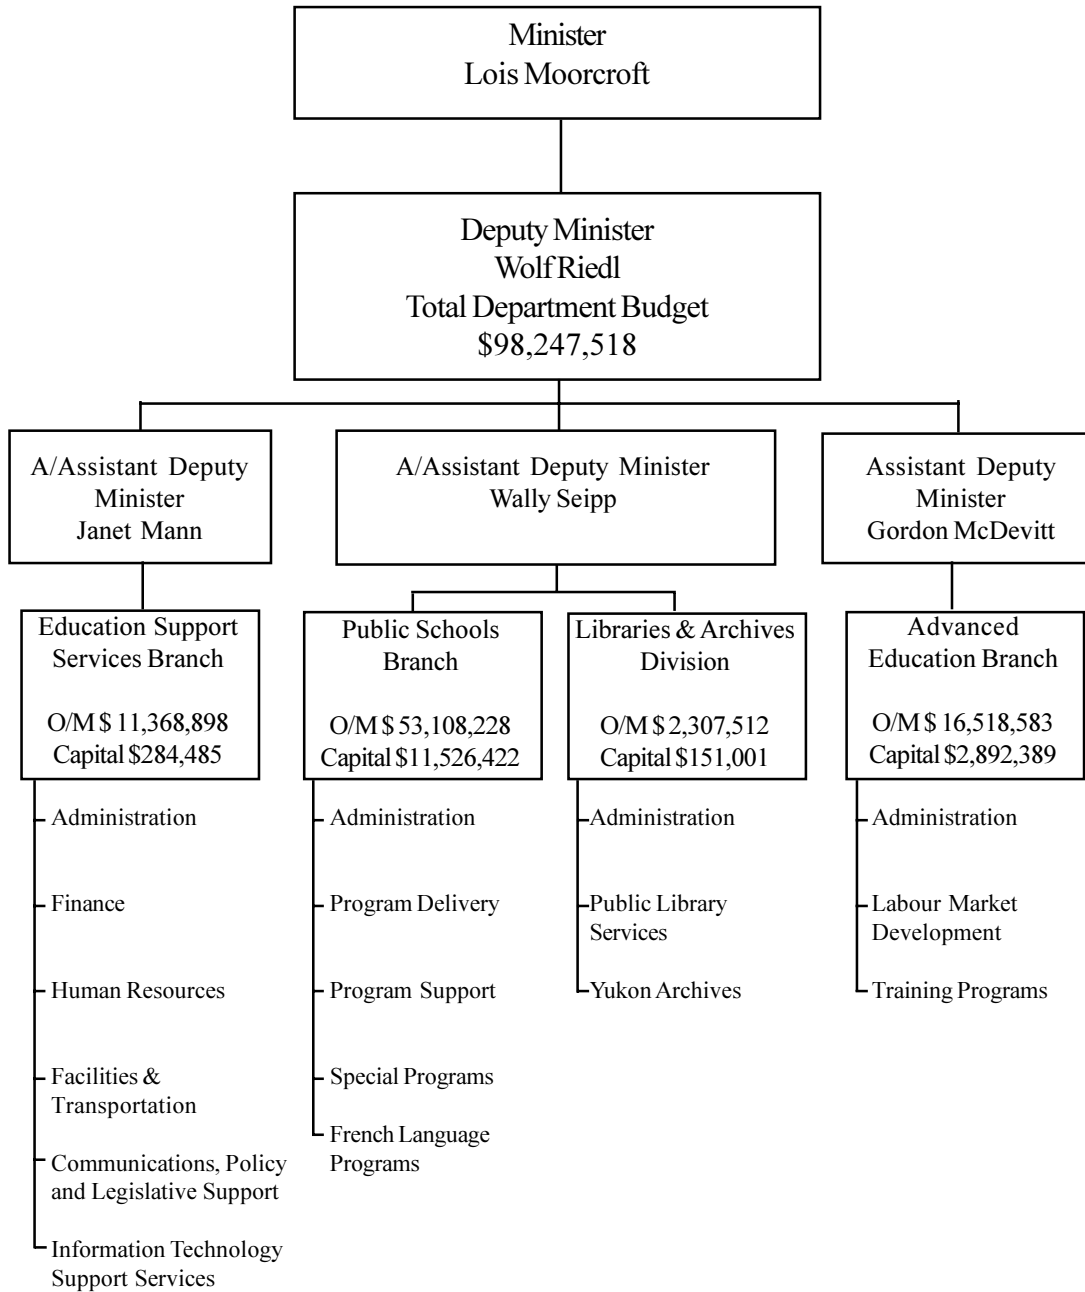 Minister
Lois Moorcroft
Deputy Minister
Wolf Riedl
Total Department Budget
$98,247,518
A/Assistant Deputy
Minister
Janet Mann
A/Assistant Deputy Minister
Wally Seipp
Assistant Deputy
Minister
Gordon McDevitt
Education Support
Services Branch
O/M $ 11,368,898
Capital $284,485
Public Schools
Branch
O/M $ 53,108,228
Capital $11,526,422
Libraries & Archives
Division
O/M $ 2,307,512
Capital $151,001
Advanced
Education Branch
O/M $ 16,518,583
Capital $2,892,389
Administration
Finance
Human Resources
Facilities &
Transportation
Communications, Policy
and Legislative Support
Information Technology
Support Services
Administration
Program Delivery
Program Support
Special Programs
French Language
Programs
Administration
Public Library
Services
Yukon Archives
Administration
Labour Market
Development
Training Programs